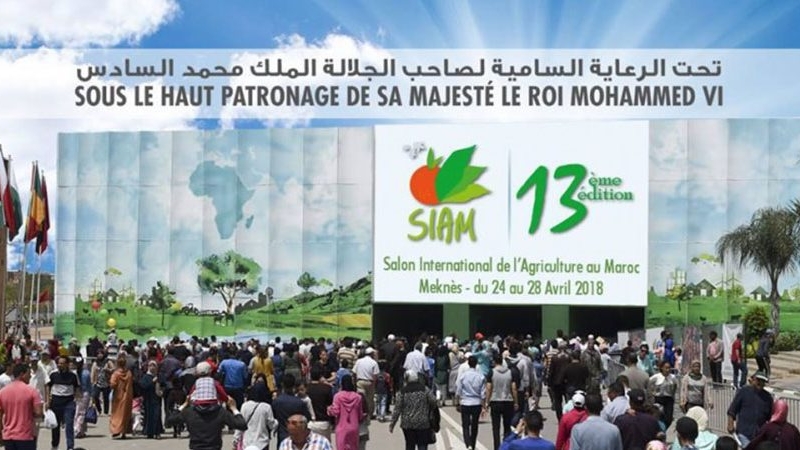 تحت الرعاية السامية لصاحب الجلالة الملك محمد السادس
SOUS LE HAUT PATRONAGE DE SA MAJESTÉ LE ROI MOHAMMED VI
SIAM
13ème édition
Salon International de l'Agriculture au Maroc
Meknès - du 24 au 28 Avril 2018